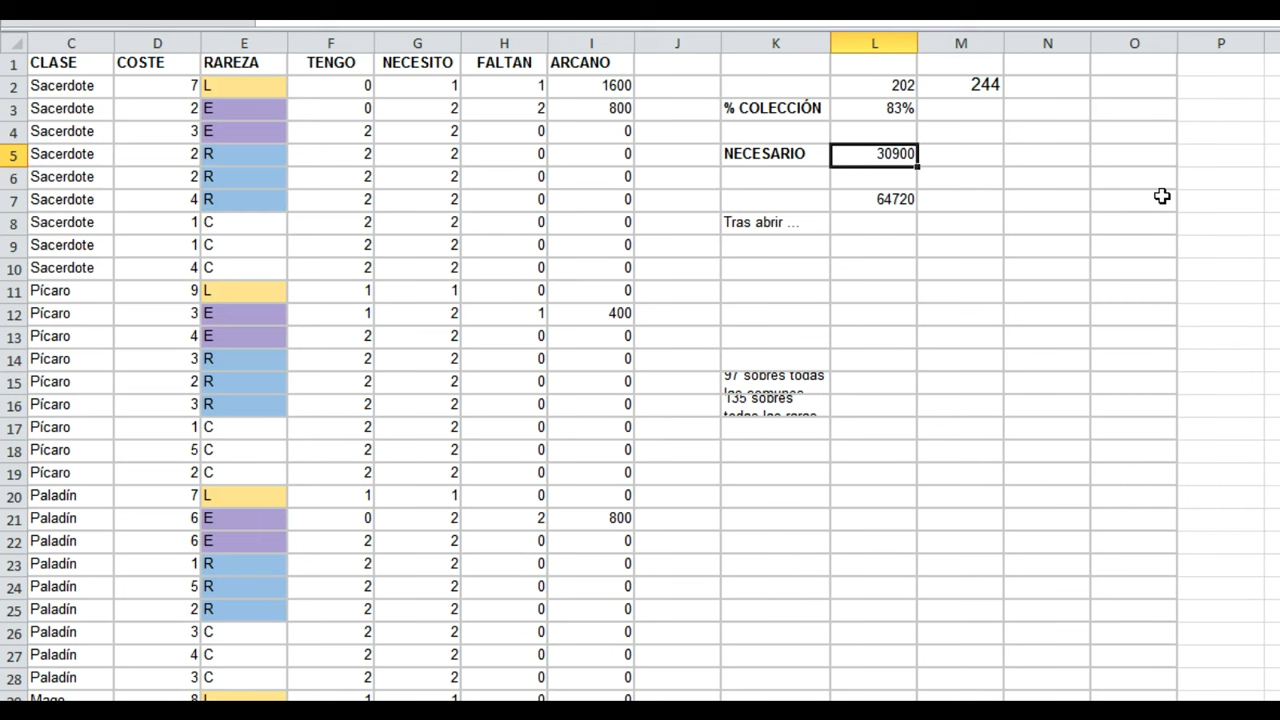 C D E F G H I J K L M N O P
1 CLASE COSTE RAREZA TENGO NECESITO FALTAN ARCANO
2 Sacerdote 7 L 0 1 1 1600 202 244
3 Sacerdote 2 E 0 2 2 800 % COLECCIÓN 83%
4 Sacerdote 3 E 2 2 0 0
5 Sacerdote 2 R 2 2 0 0 NECESARIO 30900
6 Sacerdote 2 R 2 2 0 0
7 Sacerdote 4 R 2 2 0 0 64720
8 Sacerdote 1 C 2 2 0 0 Tras abrir ...
9 Sacerdote 1 C 2 2 0 0
10 Sacerdote 4 C 2 2 0 0
11 Pícaro 9 L 1 1 0 0
12 Pícaro 3 E 1 2 1 400
13 Pícaro 4 E 2 2 0 0
14 Pícaro 3 R 2 2 0 0
15 Pícaro 2 R 2 2 0 0 97 sobres todas
16 Pícaro 3 R 2 2 0 0 135 sobres
17 Pícaro 1 C 2 2 0 0
18 Pícaro 5 C 2 2 0 0
19 Pícaro 2 C 2 2 0 0
20 Paladín 7 L 1 1 0 0
21 Paladín 6 E 0 2 2 800
22 Paladín 6 E 2 2 0 0
23 Paladín 1 R 2 2 0 0
24 Paladín 5 R 2 2 0 0
25 Paladín 2 R 2 2 0 0
26 Paladín 3 C 2 2 0 0
27 Paladín 4 C 2 2 0 0
28 Paladín 3 C 2 2 0 0
Mago 8 L 1 1 0 0